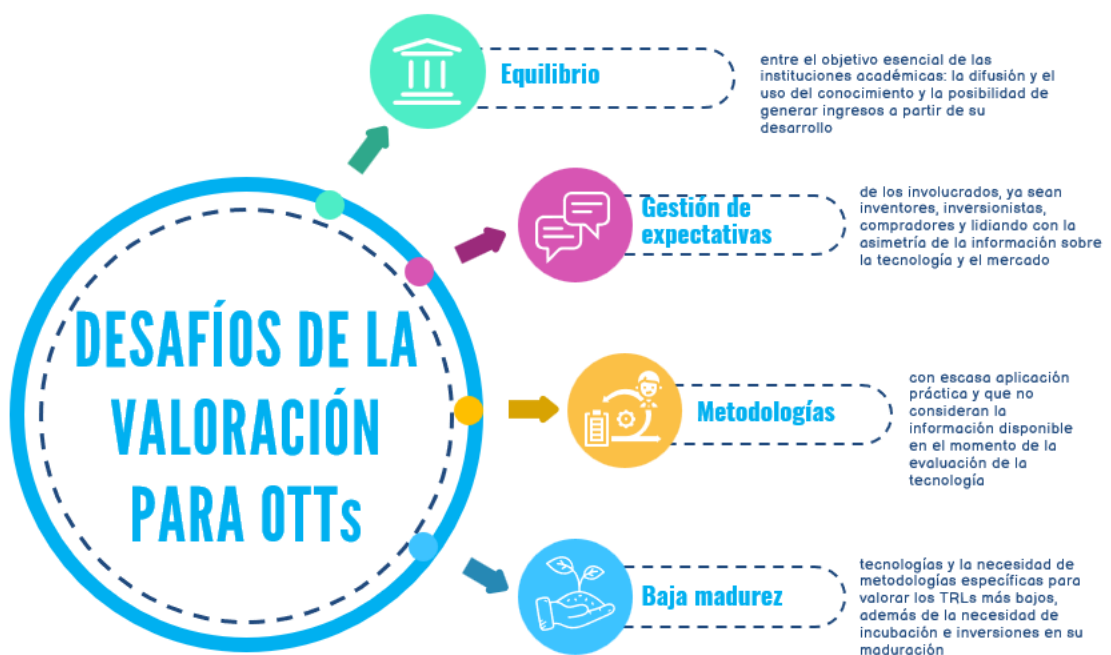 DESAFÍOS DE LA
VALORACIÓN
PARA OTTs
Equilibrio
entre el objetivo esencial de las
instituciones académicas: la difusión y el
uso del conocimiento y la posibilidad de
generar ingresos a partir de su
desarrollo
Gestión de
expectativas
de los involucrados, ya sean
inventores, inversionistas,
compradores y lidiando con la
asimetría de la información sobre
la tecnología y el mercado
Metodologías
con escasa aplicación
práctica y que no
consideran la
información disponible
en el momento de la
evaluación de la
tecnología
Baja madurez
tecnologías y la necesidad de
metodologías específicas para
valorar los TRLs más bajos,
además de la necesidad de
incubación e inversiones en su
maduración